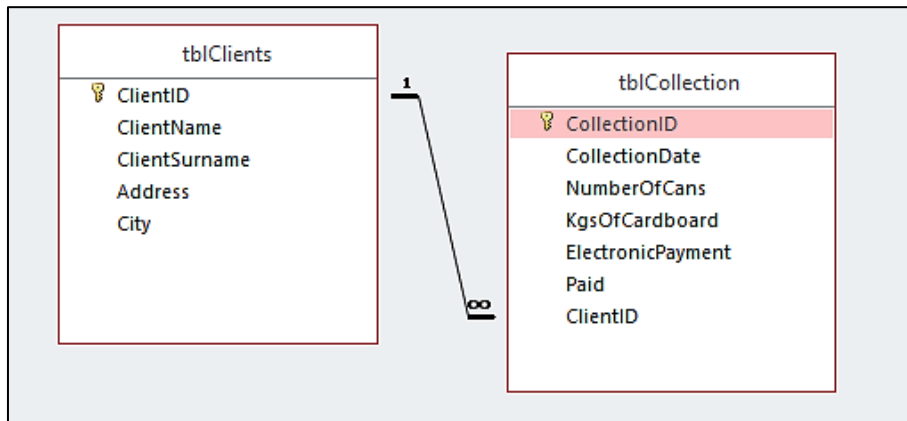 tblClients
ClientID
ClientName
ClientSurname
Address
City
1
∞
tblCollection
CollectionID
CollectionDate
NumberOfCans
KgsOfCardboard
ElectronicPayment
Paid
ClientID